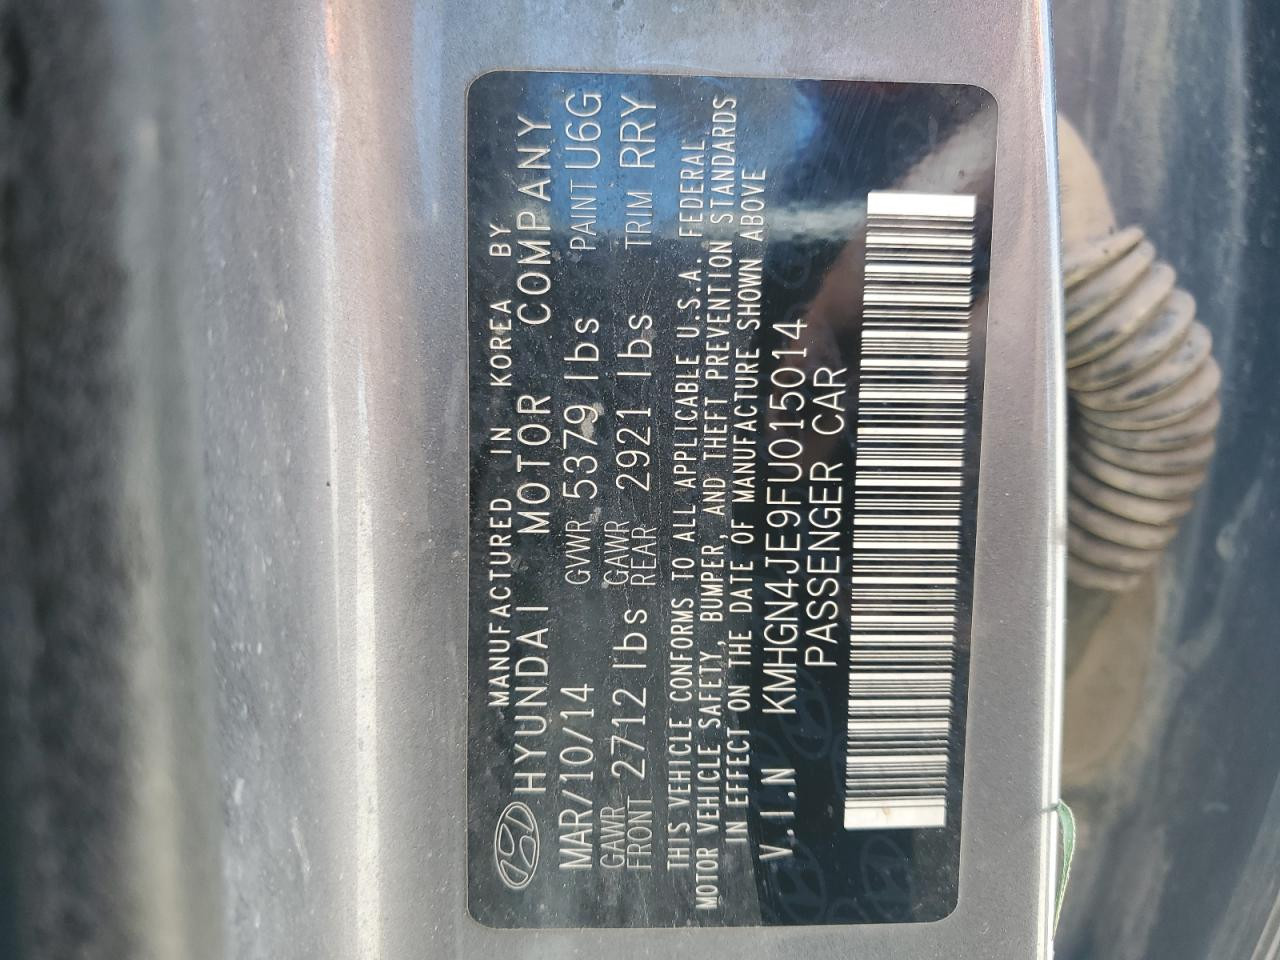 MANUFACTURED IN KOREA BY
HYUNDAI MOTOR COMPANY
MAR/10/14 GVWR 5379 lbs PAINT U6G
GAWR FRONT 2712 lbs GAWR REAR 2921 lbs TRIM RRY
THIS VEHICLE CONFORMS TO ALL APPLICABLE U.S.A. FEDERAL
MOTOR VEHICLE SAFETY, BUMPER, AND THEFT PREVENTION STANDARDS
IN EFFECT ON THE DATE OF MANUFACTURE SHOWN ABOVE
V.I.N KMHGN4JE9FU015014
PASSENGER CAR